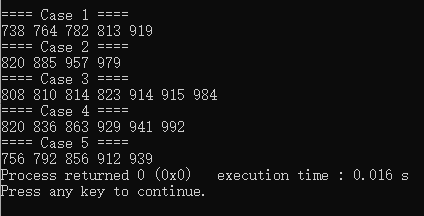 ==== Case 1 ====
738 764 782 813 919
==== Case 2 ====
820 885 957 979
==== Case 3 ====
808 810 814 823 914 915 984
==== Case 4 ====
820 836 863 929 941 992
==== Case 5 ====
756 792 856 912 939
Process returned 0 (0x0)   execution time : 0.016 s
Press any key to continue.